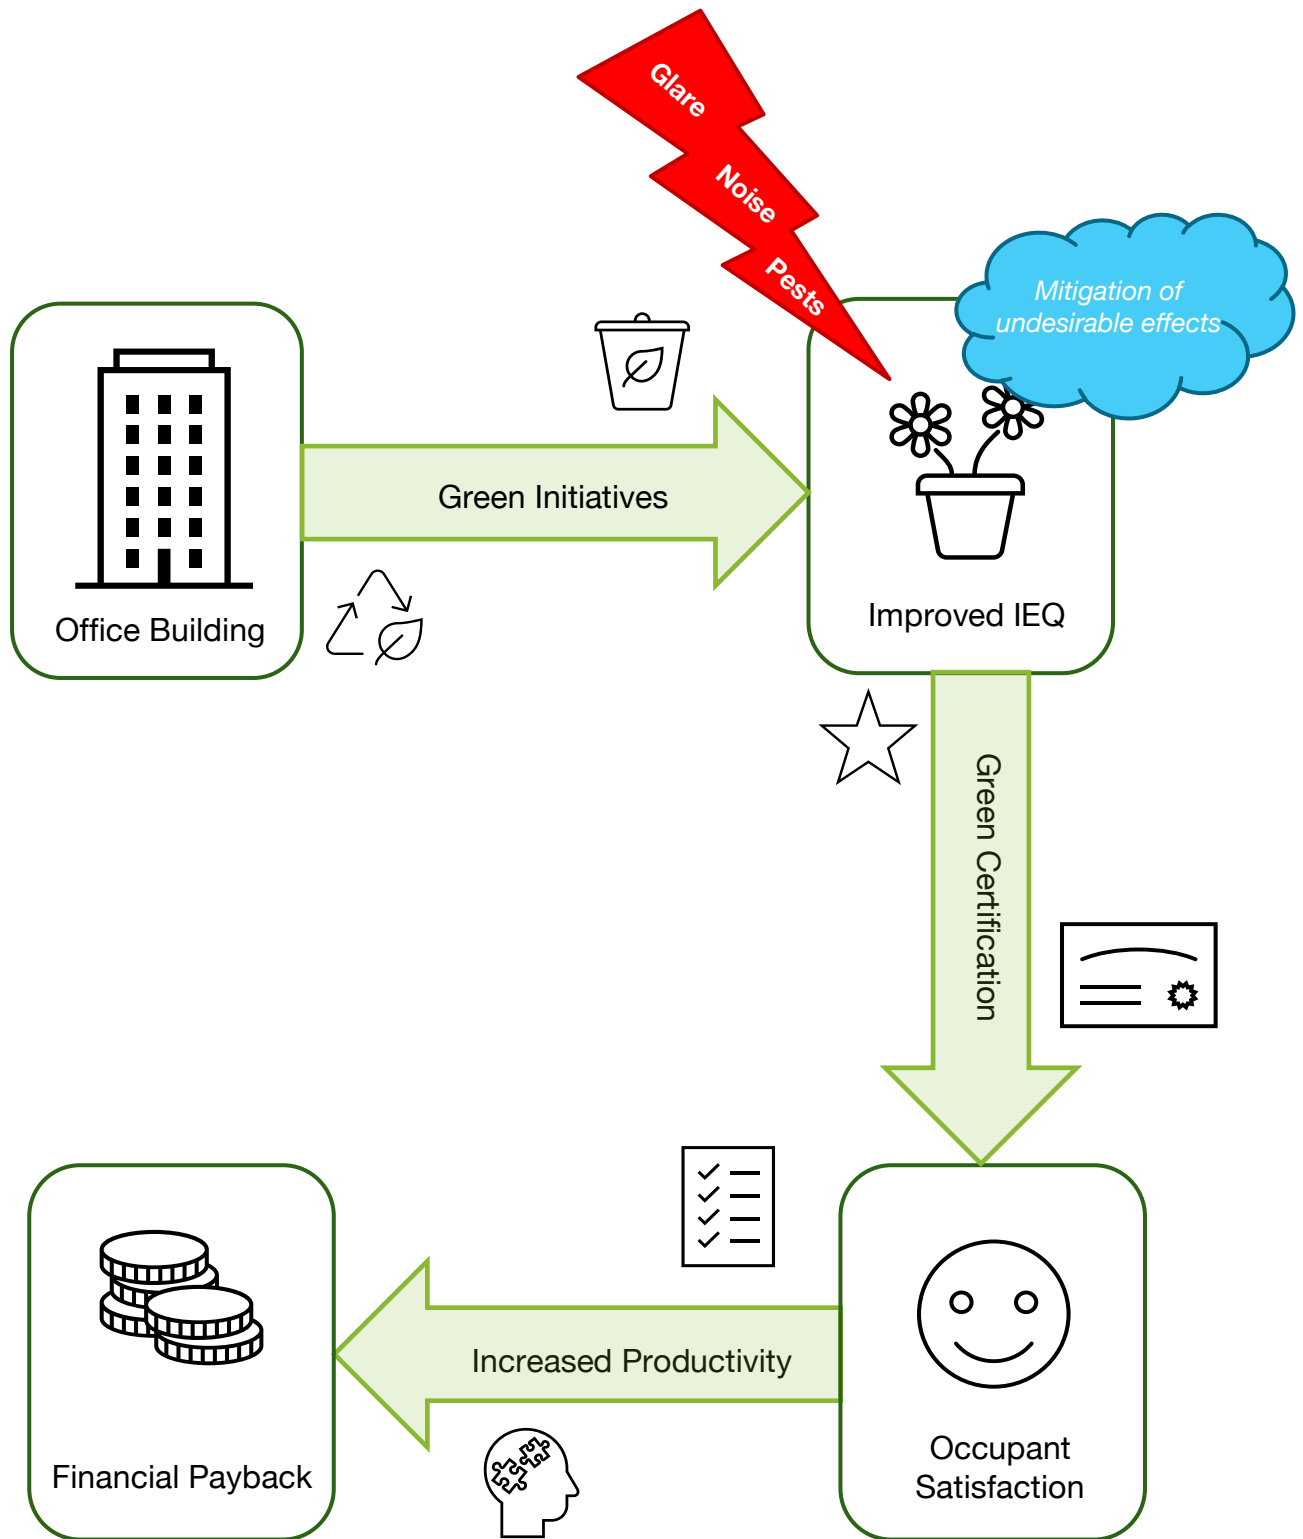 Glare
Noise
Pests
Mitigation of
undesirable effects
Office Building
Green Initiatives
Improved IEQ
Green Certification
Increased Productivity
Financial Payback
Occupant
Satisfaction